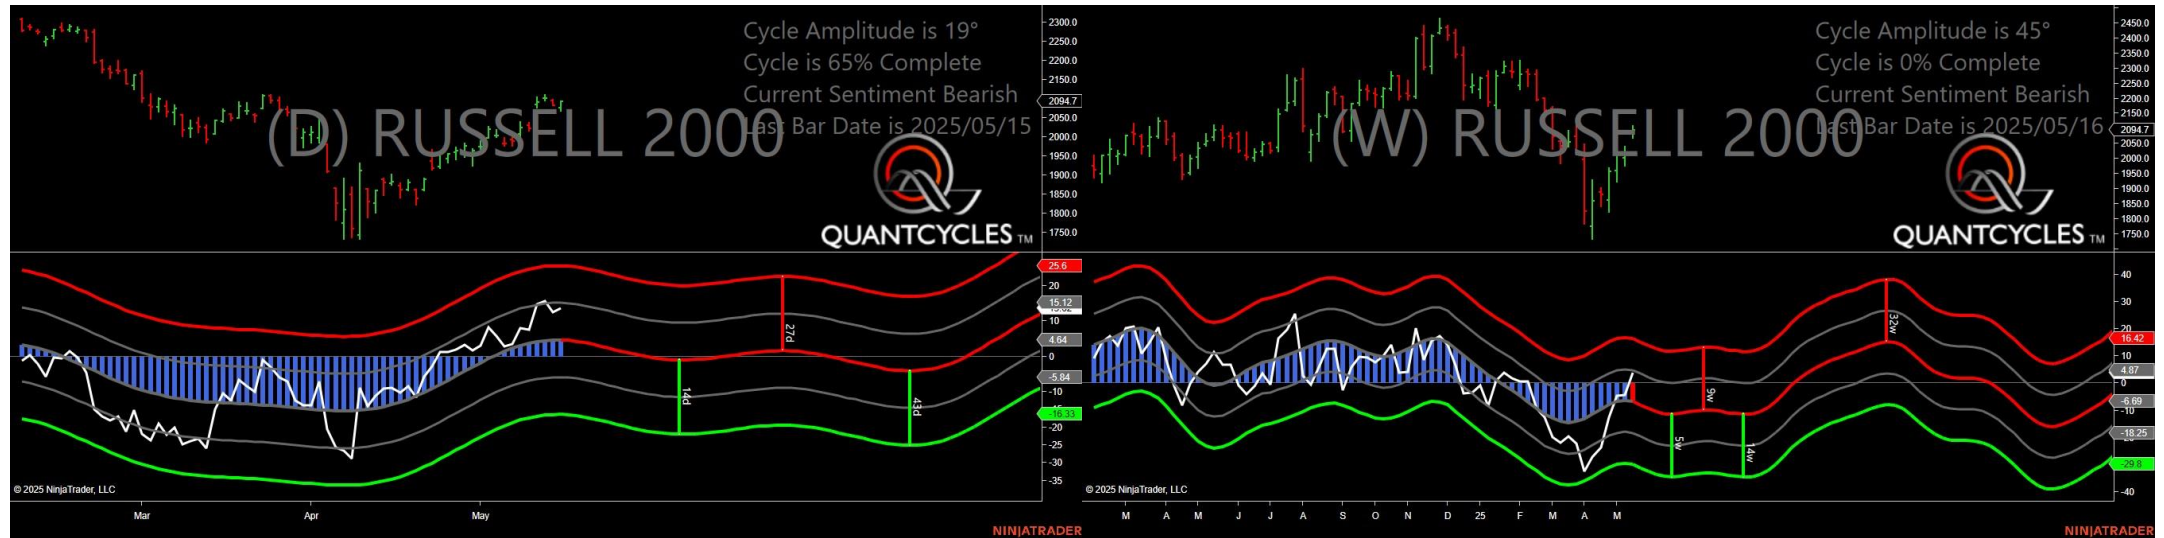 Cycle Amplitude is 19°
Cycle is 65% Complete
Current Sentiment Bearish
Last Bar Date is 2025/05/15
(D) RUSSELL 2000
QUANTCYCLES TM
2300.0
2250.0
2200.0
2150.0
2094.7
2050.0
2000.0
1950.0
1900.0
1850.0
1800.0
1750.0
25.6
20
15.12
10
4.64
0
-5.84
-10
-16.33
-20
-25
-30
-35
14d
27d
43d
© 2025 NinjaTrader, LLC
Mar Apr May
NINJATRADER
Cycle Amplitude is 45°
Cycle is 0% Complete
Current Sentiment Bearish
Last Bar Date is 2025/05/16
(W) RUSSELL 2000
QUANTCYCLES TM
2450.0
2400.0
2350.0
2300.0
2250.0
2200.0
2150.0
2094.7
2050.0
2000.0
1950.0
1900.0
1850.0
1800.0
1750.0
40
30
20
16.42
10
4.87
0
-6.69
-10
-18.25
-29.8
-40
5w
9w
14w
32w
© 2025 NinjaTrader, LLC
M A M J J A S O N D 25 F M A M
NINJATRADER